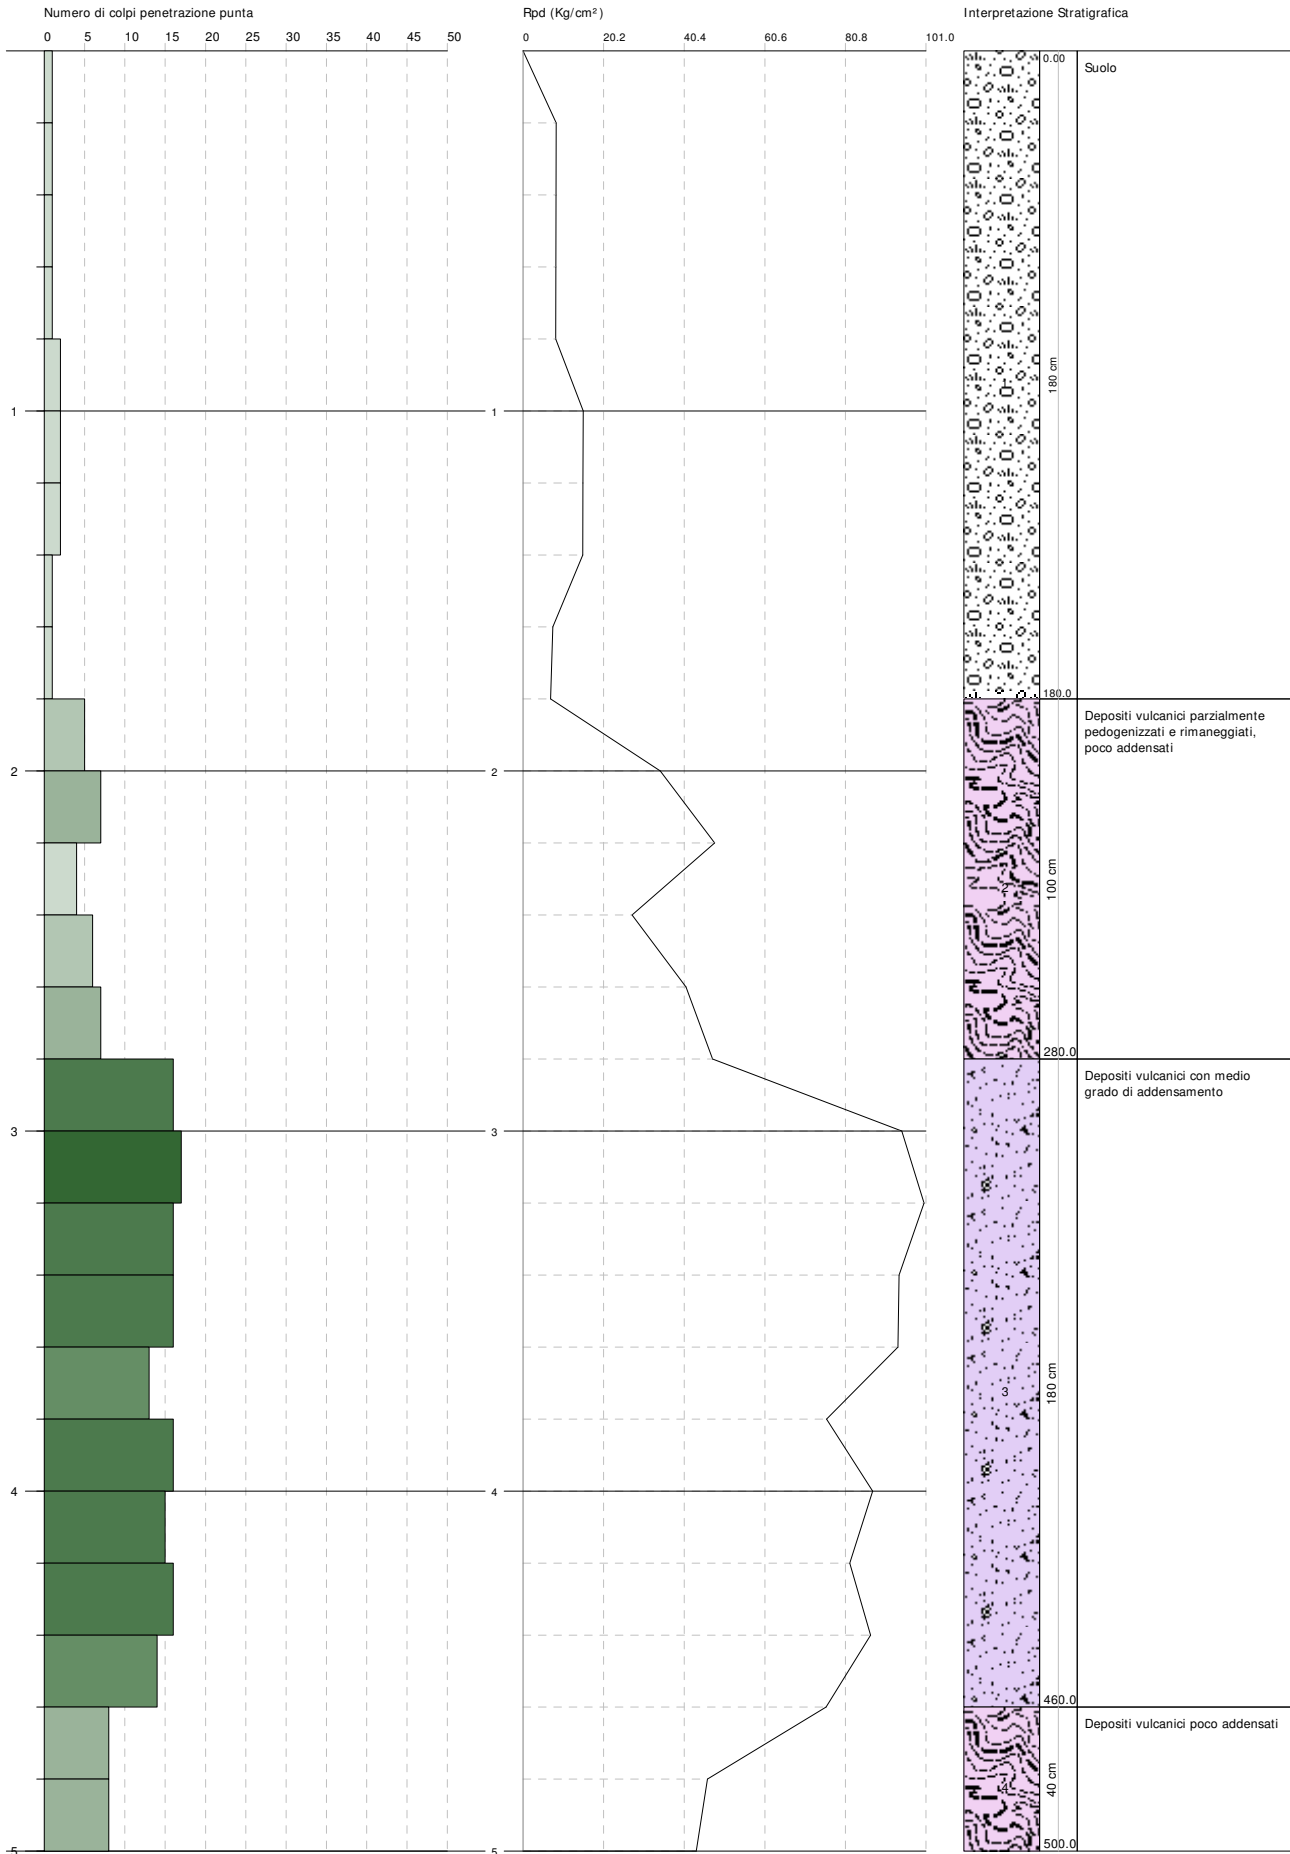 Numero di colpi penetrazione punta
Rpd (Kg/cm²)
Interpretazione Stratigrafica
0 5 10 15 20 25 30 35 40 45 50
0 20.2 40.4 60.6 80.8 101.0
0.00
Suolo
1
180 cm
1 1
180.0
Depositi vulcanici parzialmente
pedogenizzati e rimaneggiati,
poco addensati
2 2
2
100 cm
280.0
Depositi vulcanici con medio
grado di addensamento
3 3
3
180 cm
4 4
460.0
Depositi vulcanici poco addensati
4
40 cm
500.0
5 5